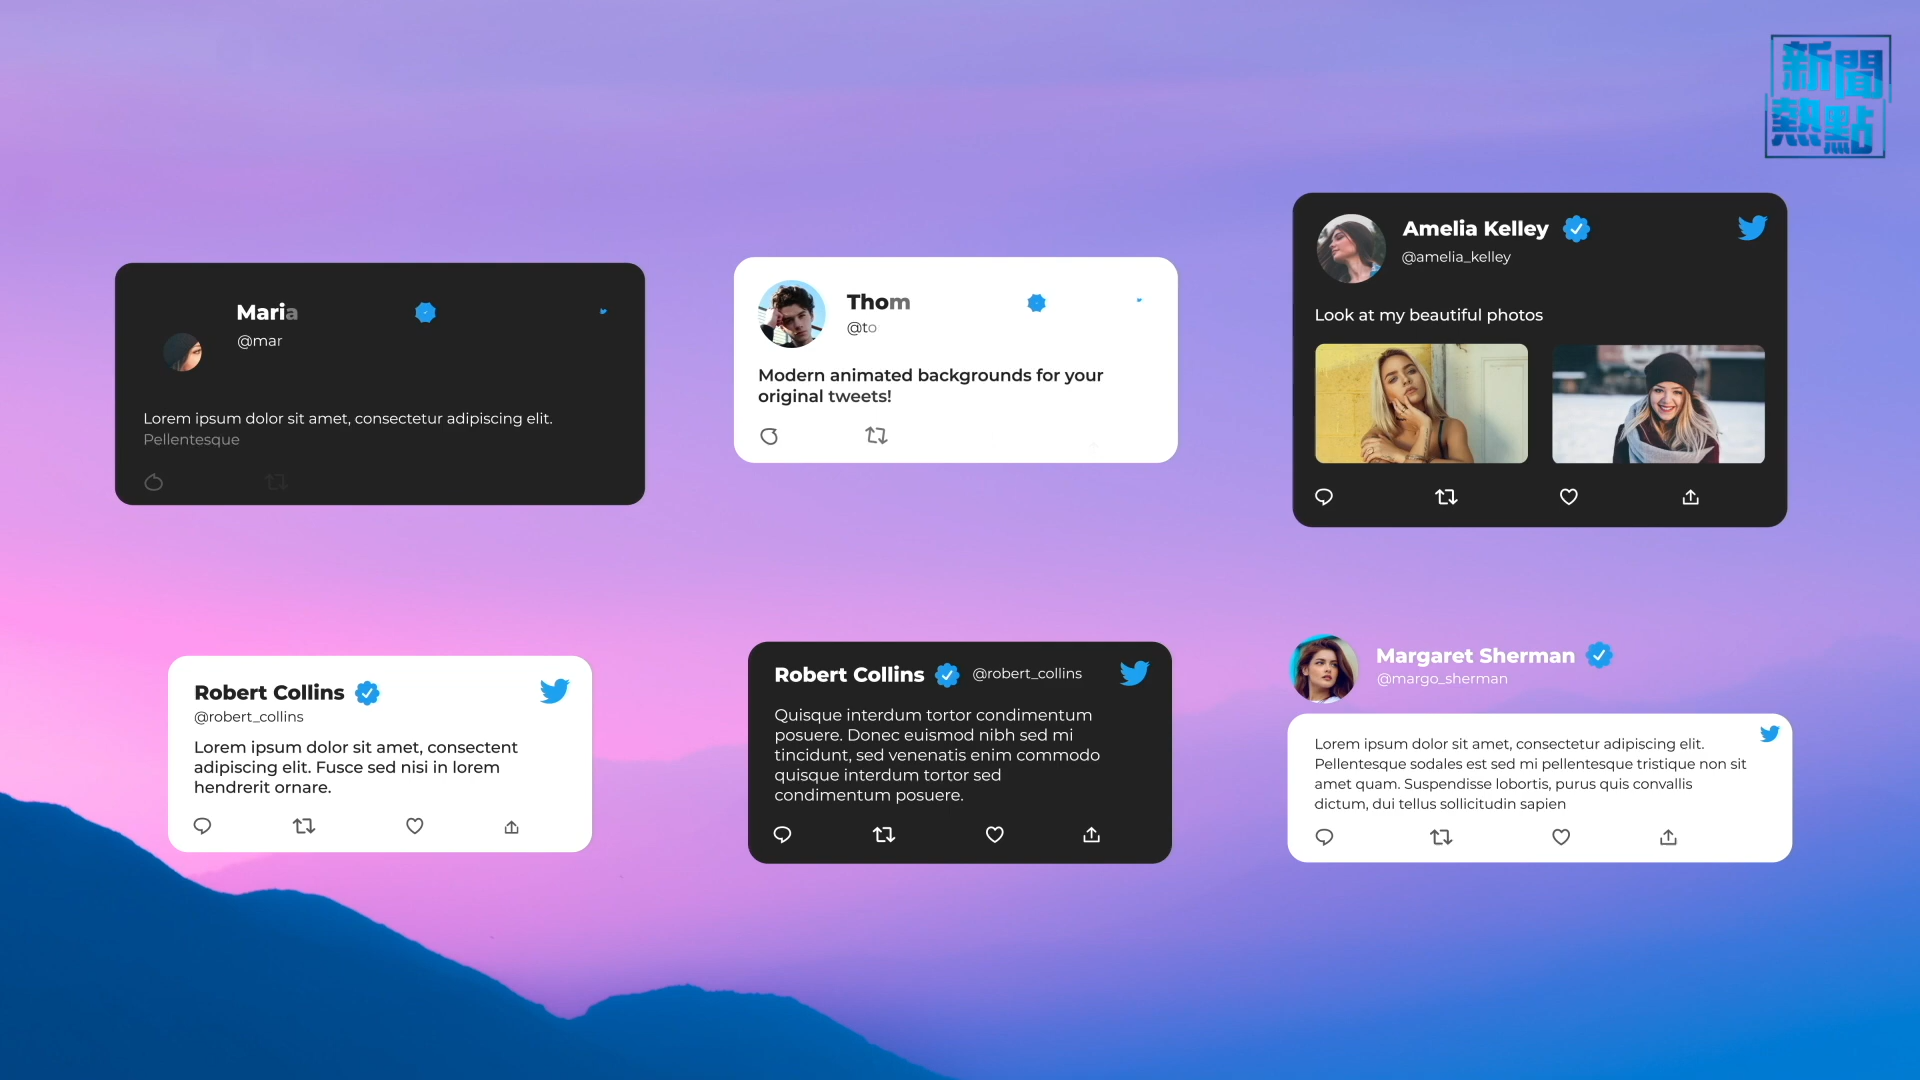 新聞
熱點
Maria
@mar
Lorem ipsum dolor sit amet, consectetur adipiscing elit.
Pellentesque
Thom
@to
Modern animated backgrounds for your
original tweets!
Amelia Kelley
@amelia_kelley
Look at my beautiful photos
Robert Collins
@robert_collins
Lorem ipsum dolor sit amet, consectent
adipiscing elit. Fusce sed nisi in lorem
hendrerit ornare.
Robert Collins @robert_collins
Quisque interdum tortor condimentum
posuere. Donec euismod nibh sed mi
tincidunt, sed venenatis enim commodo
quisque interdum tortor sed
condimentum posuere.
Margaret Sherman
@margo_sherman
Lorem ipsum dolor sit amet, consectetur adipiscing elit.
Pellentesque sodales est sed mi pellentesque tristique non sit
amet quam. Suspendisse lobortis, purus quis convallis
dictum, dui tellus sollicitudin sapien